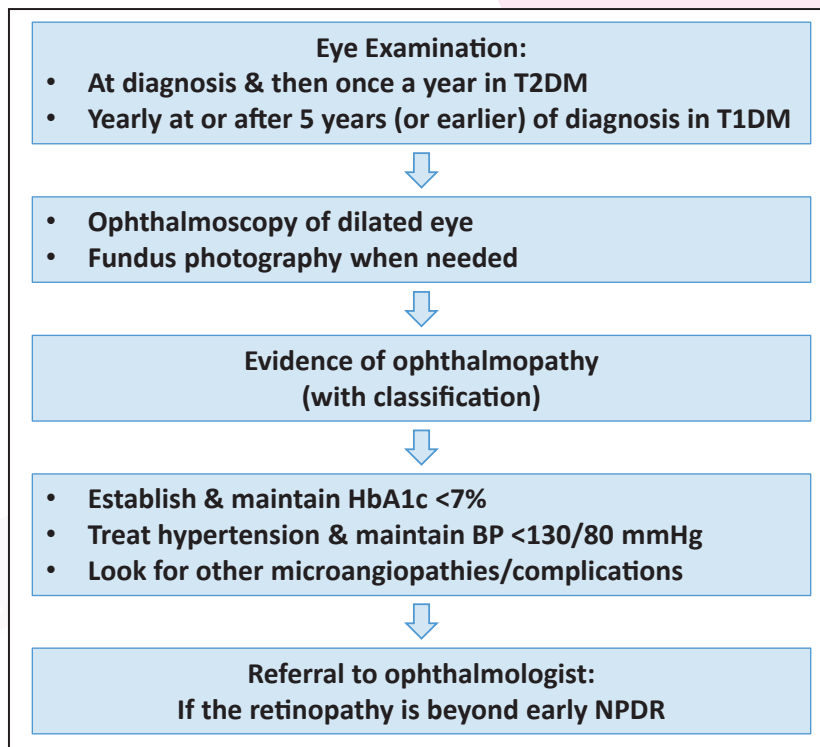 Eye Examination:
• At diagnosis & then once a year in T2DM
• Yearly at or after 5 years (or earlier) of diagnosis in T1DM
• Ophthalmoscopy of dilated eye
• Fundus photography when needed
Evidence of ophthalmopathy
(with classification)
• Establish & maintain HbA1c <7%
• Treat hypertension & maintain BP <130/80 mmHg
• Look for other microangiopathies/complications
Referral to ophthalmologist:
If the retinopathy is beyond early NPDR